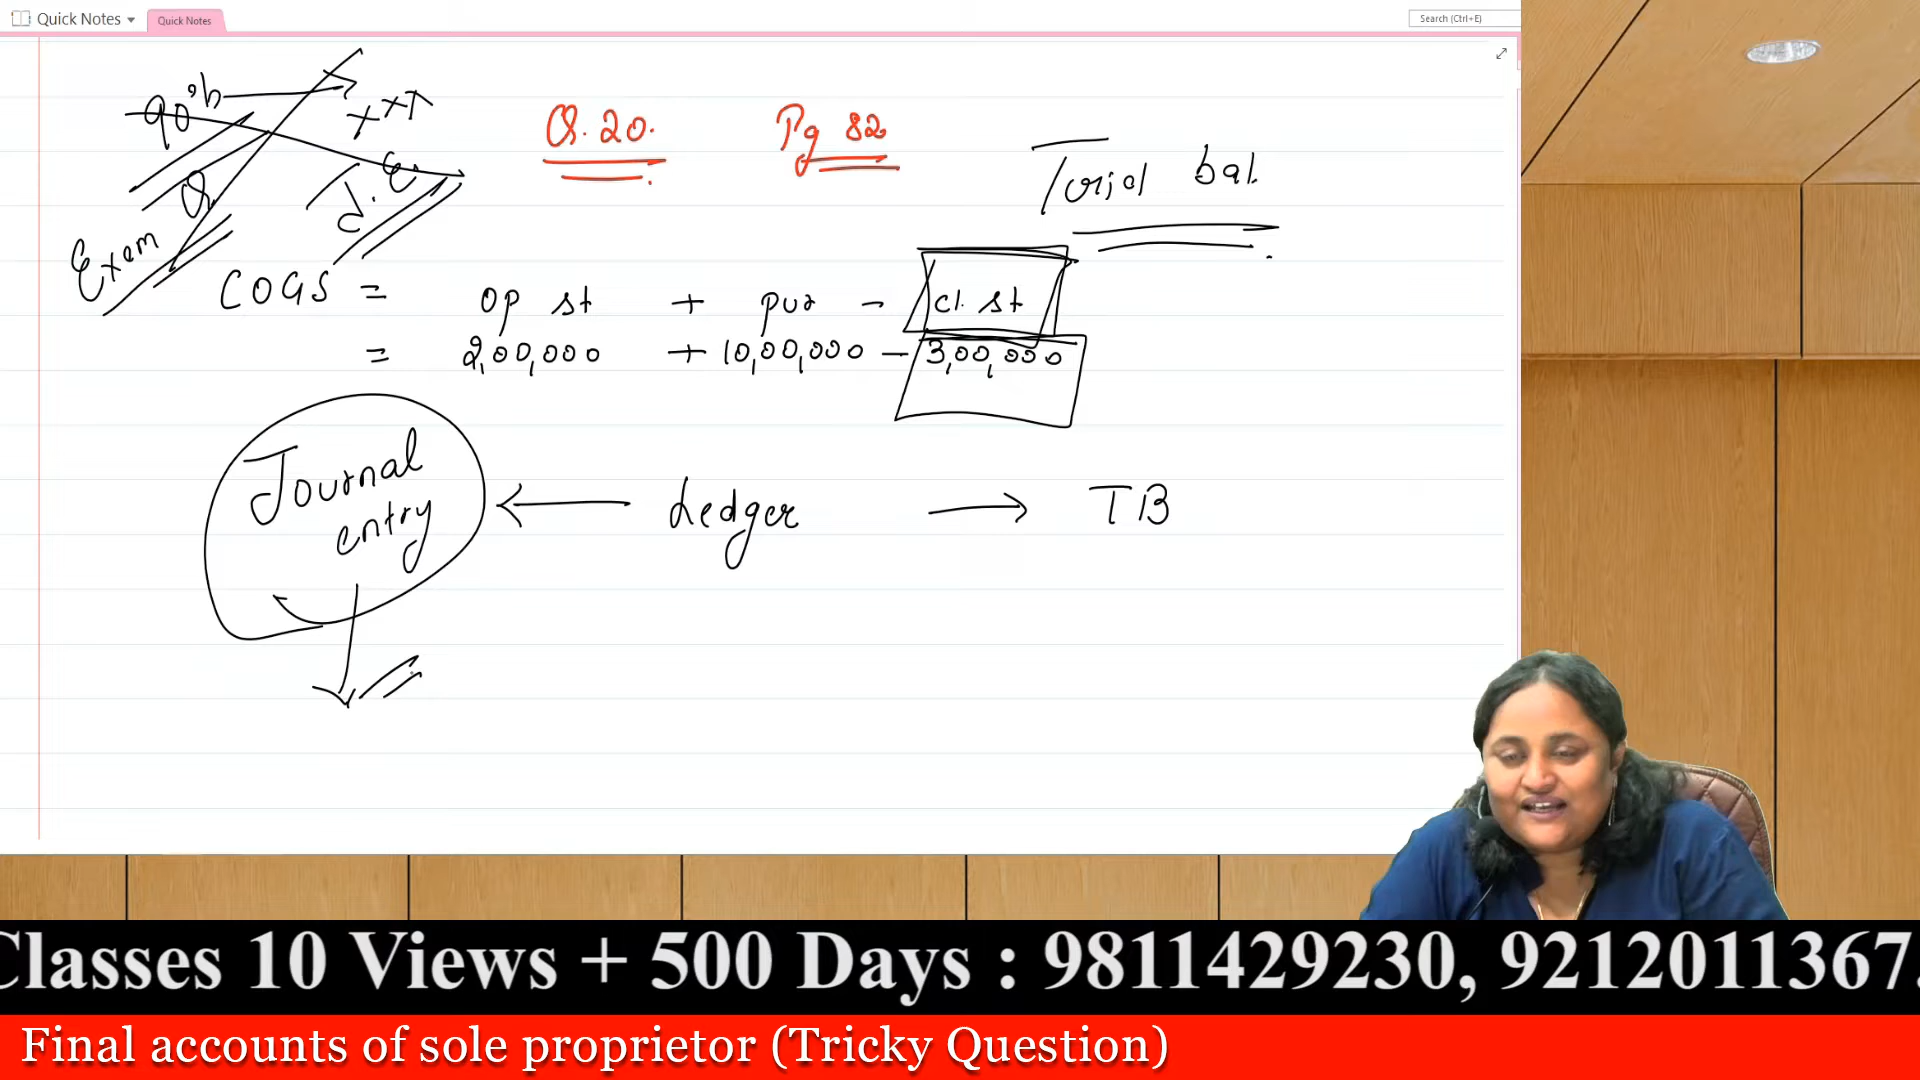 Quick Notes
Quick Notes
Search (Ctrl+E)
Q. 20.
Pg 82
Torial bal.
Exam
COGS = Op st + pur - cl. st
= 2,00,000 + 10,00,000 - 3,00,000
Journal entry
Ledger
TB
Classes 10 Views + 500 Days : 9811429230, 9212011367.
Final accounts of sole proprietor (Tricky Question)